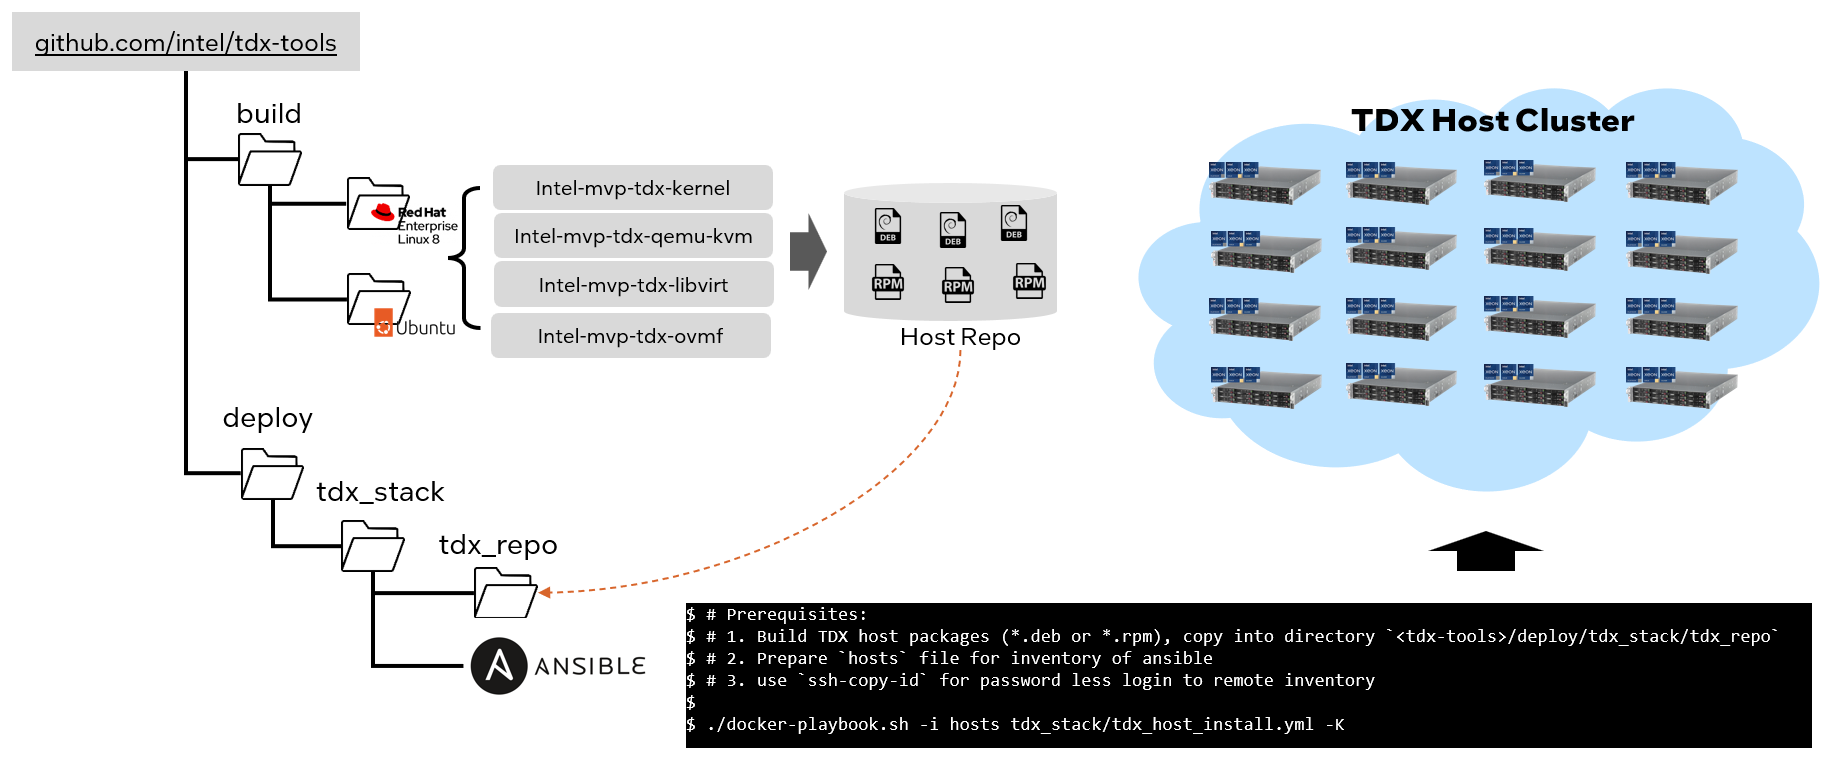 github.com/intel/tdx-tools
build
Red Hat
Enterprise
Linux 8
Ubuntu
Intel-mvp-tdx-kernel
Intel-mvp-tdx-qemu-kvm
Intel-mvp-tdx-libvirt
Intel-mvp-tdx-ovmf
DEB
DEB
DEB
RPM
RPM
RPM
Host Repo
TDX Host Cluster
deploy
tdx_stack
tdx_repo
ANSIBLE
$ # Prerequisites:
$ # 1. Build TDX host packages (*.deb or *.rpm), copy into directory `<tdx-tools>/deploy/tdx_stack/tdx_repo`
$ # 2. Prepare `hosts` file for inventory of ansible
$ # 3. use `ssh-copy-id` for password less login to remote inventory
$
$ ./docker-playbook.sh -i hosts tdx_stack/tdx_host_install.yml -K